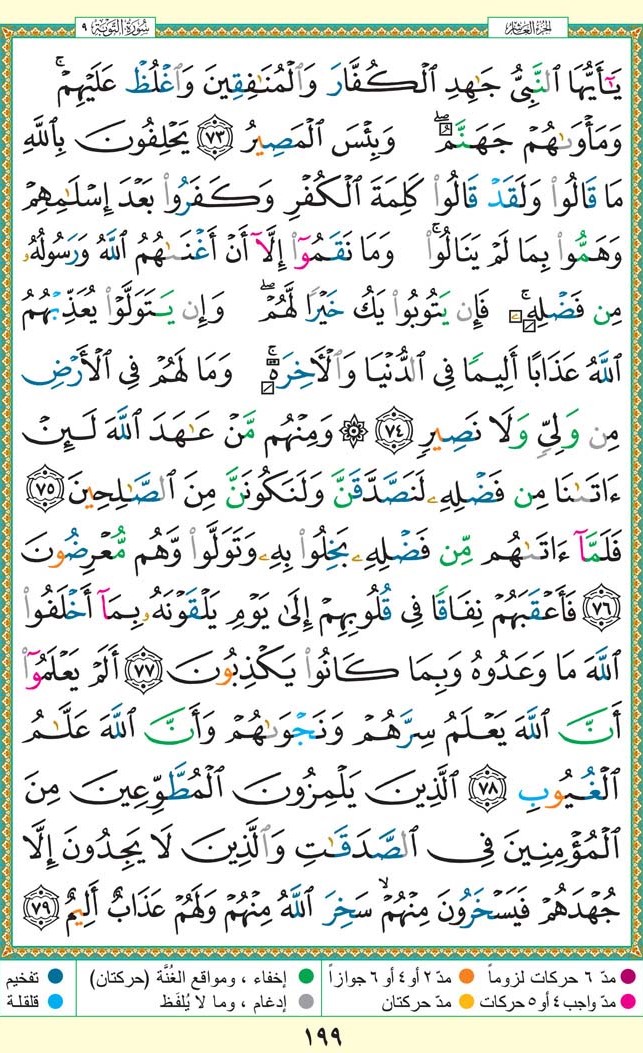 الجزء العاشر
سورة التوبة ٩
يَٰٓأَيُّهَا ٱلنَّبِىُّ جَٰهِدِ ٱلْكُفَّارَ وَٱلْمُنَٰفِقِينَ وَٱغْلُظْ عَلَيْهِمْ ۚ
وَمَأْوَىٰهُمْ جَهَنَّمُ ۖ وَبِئْسَ ٱلْمَصِيرُ ٧٣ يَحْلِفُونَ بِٱللَّهِ
مَا قَالُوا۟ وَلَقَدْ قَالُوا۟ كَلِمَةَ ٱلْكُفْرِ وَكَفَرُوا۟ بَعْدَ إِسْلَٰمِهِمْ
وَهَمُّوا۟ بِمَا لَمْ يَنَالُوا۟ ۚ وَمَا نَقَمُوٓا۟ إِلَّآ أَنْ أَغْنَىٰهُمُ ٱللَّهُ وَرَسُولُهُۥ
مِن فَضْلِهِۦ ۚ فَإِن يَتُوبُوا۟ يَكُ خَيْرًا لَّهُمْ ۖ وَإِن يَتَوَلَّوْا۟ يُعَذِّبْهُمُ
ٱللَّهُ عَذَابًا أَلِيمًا فِى ٱلدُّنْيَا وَٱلْءَاخِرَةِ ۚ وَمَا لَهُمْ فِى ٱلْأَرْضِ
مِن وَلِىٍّ وَلَا نَصِيرٍ ٧٤ ۞ وَمِنْهُم مَّنْ عَٰهَدَ ٱللَّهَ لَئِنْ
ءَاتَىٰنَا مِن فَضْلِهِۦ لَنَصَّدَّقَنَّ وَلَنَكُونَنَّ مِنَ ٱلصَّٰلِحِينَ ٧٥
فَلَمَّآ ءَاتَىٰهُم مِّن فَضْلِهِۦ بَخِلُوا۟ بِهِۦ وَتَوَلَّوا۟ وَّهُم مُّعْرِضُونَ
٧٦ فَأَعْقَبَهُمْ نِفَاقًا فِى قُلُوبِهِمْ إِلَىٰ يَوْمِ يَلْقَوْنَهُۥ بِمَآ أَخْلَفُوا۟
ٱللَّهَ مَا وَعَدُوهُ وَبِمَا كَانُوا۟ يَكْذِبُونَ ٧٧ أَلَمْ يَعْلَمُوٓا۟
أَنَّ ٱللَّهَ يَعْلَمُ سِرَّهُمْ وَنَجْوَىٰهُمْ وَأَنَّ ٱللَّهَ عَلَّٰمُ
ٱلْغُيُوبِ ٧٨ ٱلَّذِينَ يَلْمِزُونَ ٱلْمُطَّوِّعِينَ مِنَ
ٱلْمُؤْمِنِينَ فِى ٱلصَّدَقَٰتِ وَٱلَّذِينَ لَا يَجِدُونَ إِلَّا
جُهْدَهُمْ فَيَسْخَرُونَ مِنْهُمْ ۙ سَخِرَ ٱللَّهُ مِنْهُمْ وَلَهُمْ عَذَابٌ أَلِيمٌ ٧٩
مدّ ٦ حركات لزوماً مدّ ٢ أو ٤ أو ٦ جوازاً إخفاء ، ومواقع الغُنَّة (حركتان) تفخيم
مدّ واجب ٤ أو ٥ حركات مدّ حركتان إدغام ، وما لا يُلفَظ قلقلة
١٩٩